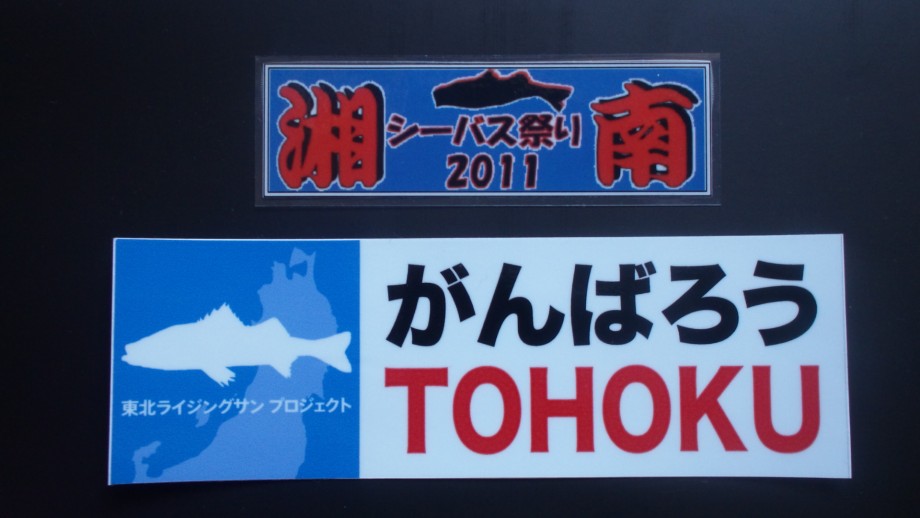 湘南
シーバス祭り
2011
東北ライジングサン プロジェクト
がんばろう
TOHOKU